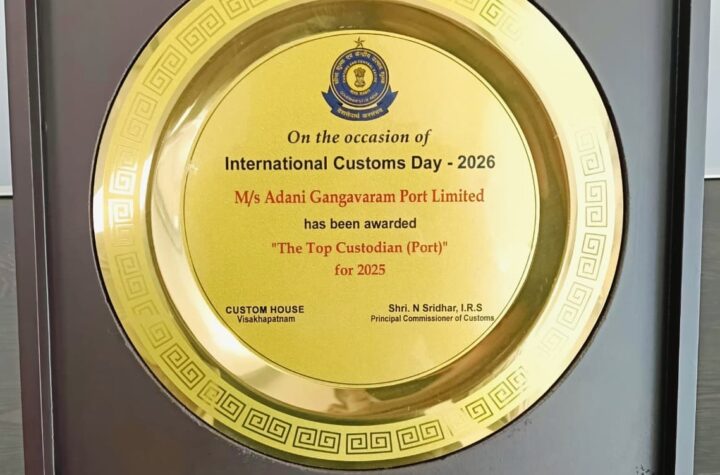 On the occasion of
International Customs Day - 2026
M/s Adani Gangavaram Port Limited
has been awarded
"The Top Custodian (Port)"
for 2025
CUSTOM HOUSE
Visakhapatnam
Shri. N Sridhar, I.R.S
Principal Commissioner of Customs